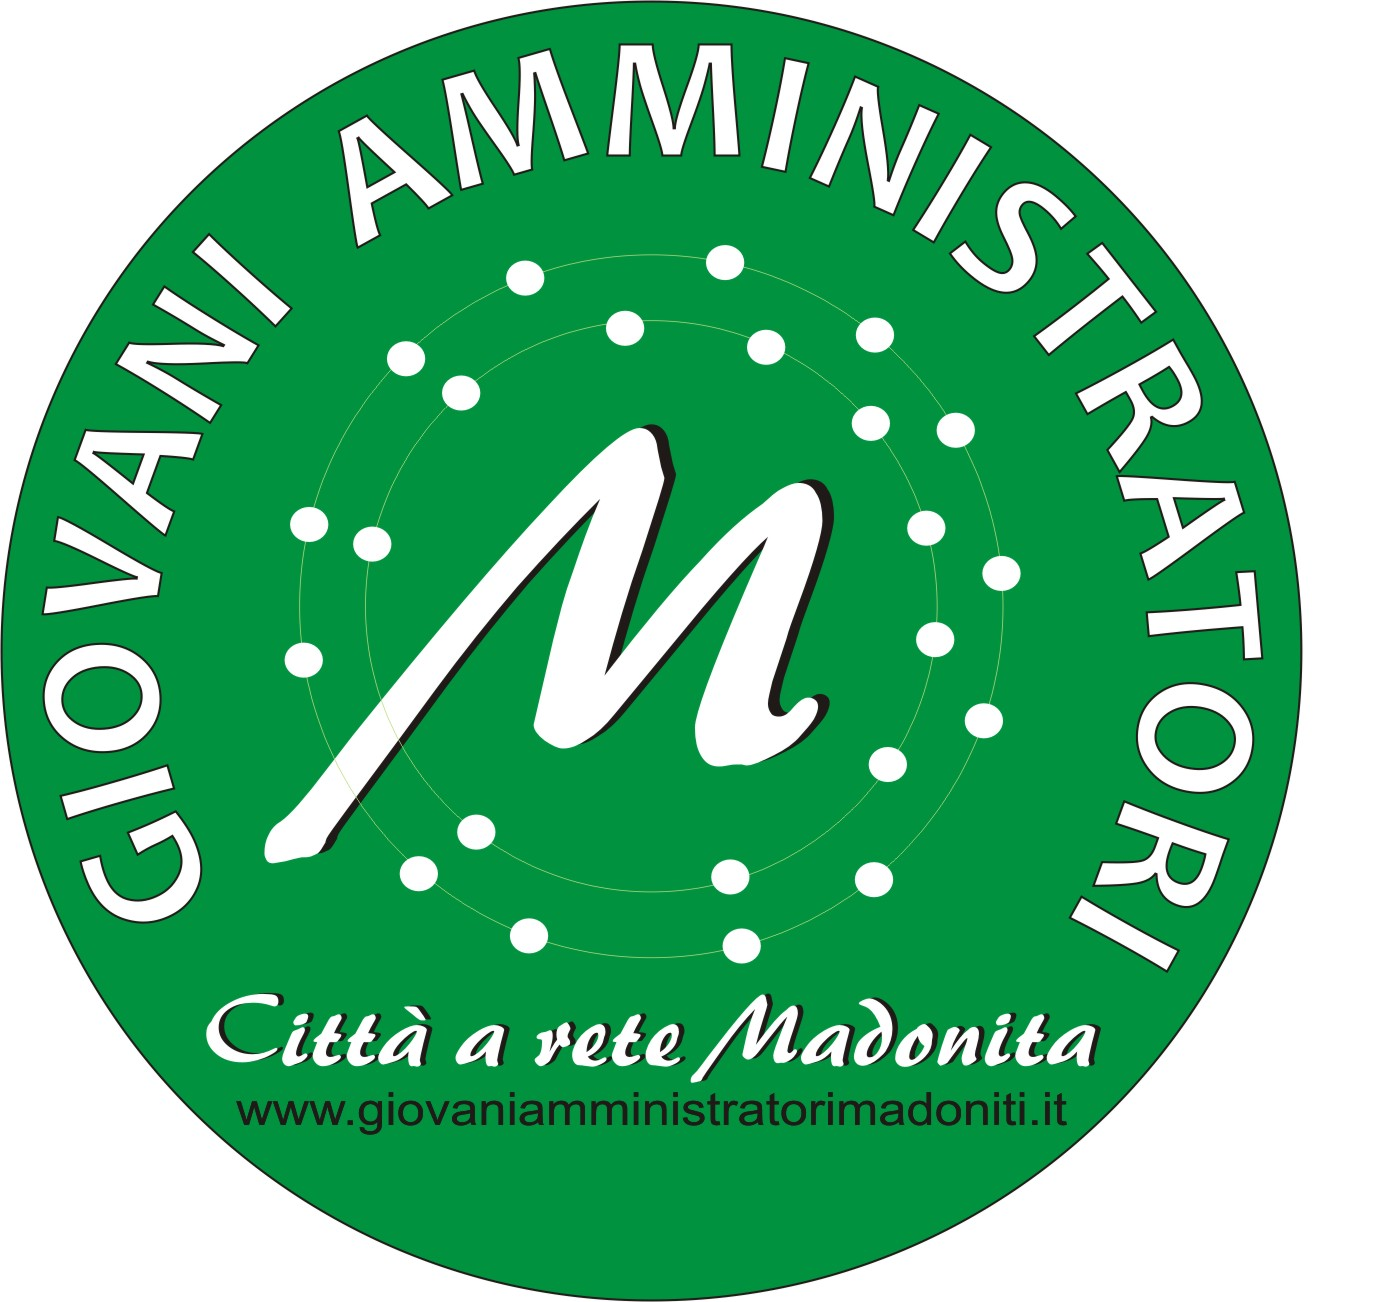 GIOVANI AMMINISTRATORI
M
Città a rete Madonita
www.giovaniamministratorimadoniti.it